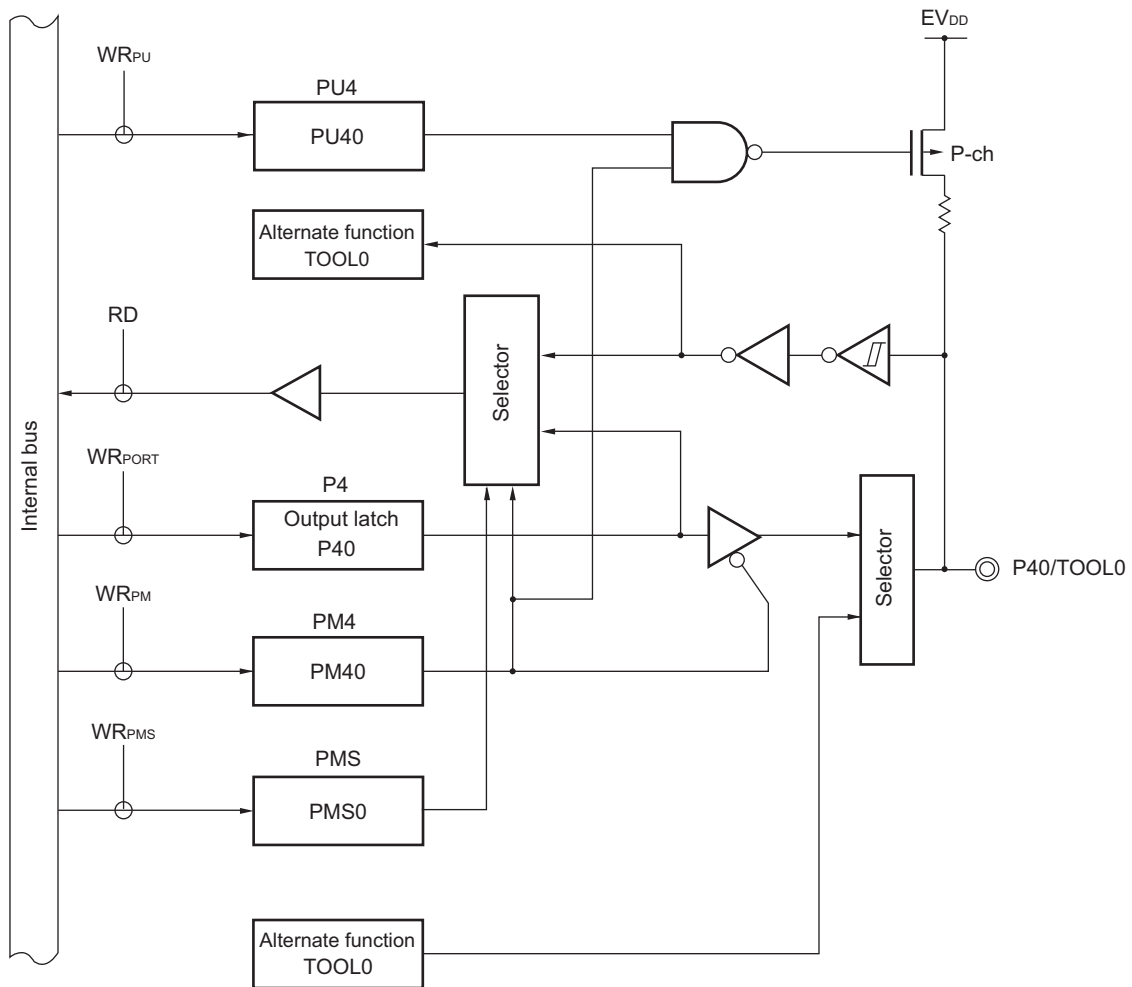 EVDD
WRPU
PU4
PU40
P-ch
Alternate function
TOOL0
RD
Selector
Internal bus
WRPORT
P4
Output latch
P40
Selector
P40/TOOL0
WRPM
PM4
PM40
WRPMS
PMS
PMS0
Alternate function
TOOL0